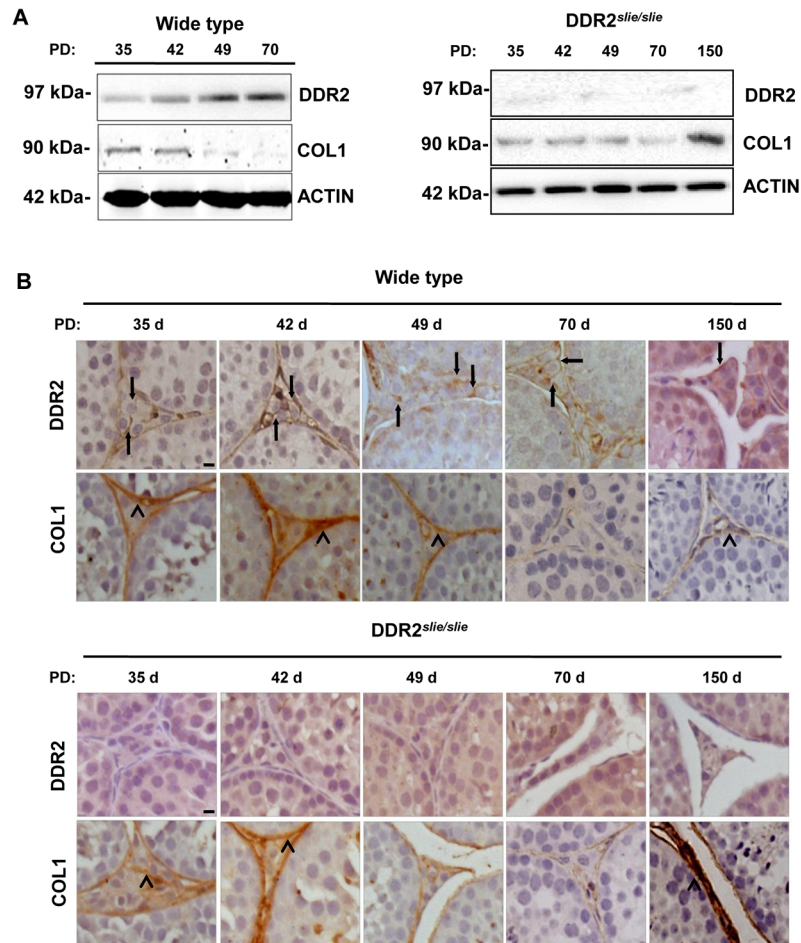 A
Wide type
PD: 35 42 49 70
97 kDa- DDR2
90 kDa- COL1
42 kDa- ACTIN
DDR2slie/slie
PD: 35 42 49 70 150
97 kDa- DDR2
90 kDa- COL1
42 kDa- ACTIN
B
Wide type
PD: 35 d 42 d 49 d 70 d 150 d
DDR2
COL1
DDR2slie/slie
PD: 35 d 42 d 49 d 70 d 150 d
DDR2
COL1